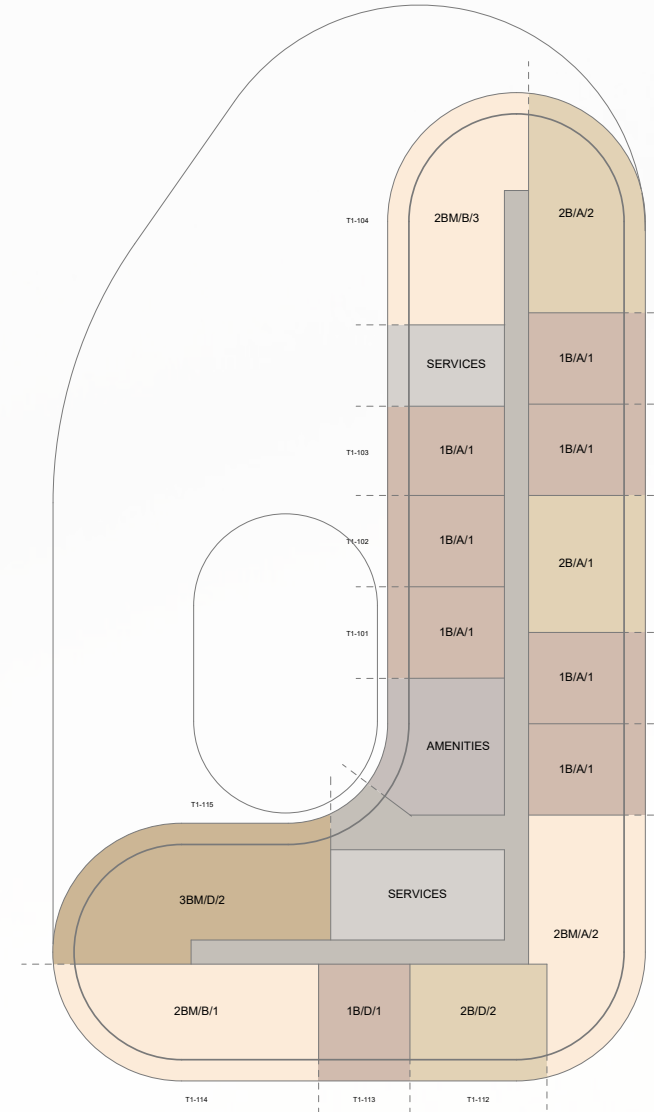 2B/A/2
T1-104
2BM/B/3
1B/A/1
SERVICES
T1-103
1B/A/1
1B/A/1
T1-102
1B/A/1
2B/A/1
T1-101
1B/A/1
1B/A/1
AMENITIES
1B/A/1
T1-115
3BM/D/2
SERVICES
2BM/A/2
2BM/B/1
1B/D/1
2B/D/2
T1-114
T1-113
T1-112